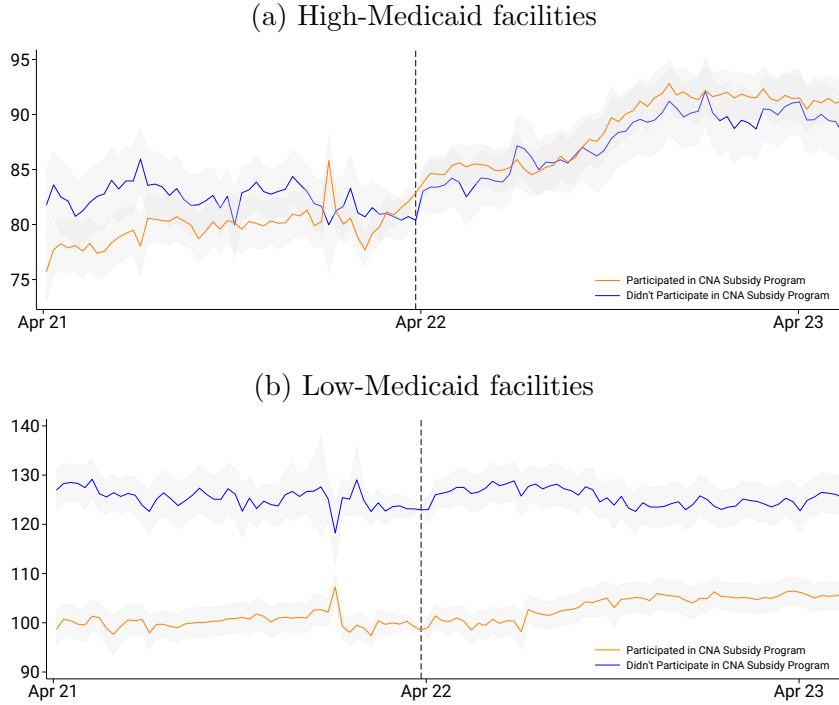 (a) High-Medicaid facilities
95
90
85
80
75
Participated in CNA Subsidy Program
Didn't Participate in CNA Subsidy Program
Apr 21
Apr 22
Apr 23
(b) Low-Medicaid facilities
140
130
120
110
100
90
Participated in CNA Subsidy Program
Didn't Participate in CNA Subsidy Program
Apr 21
Apr 22
Apr 23